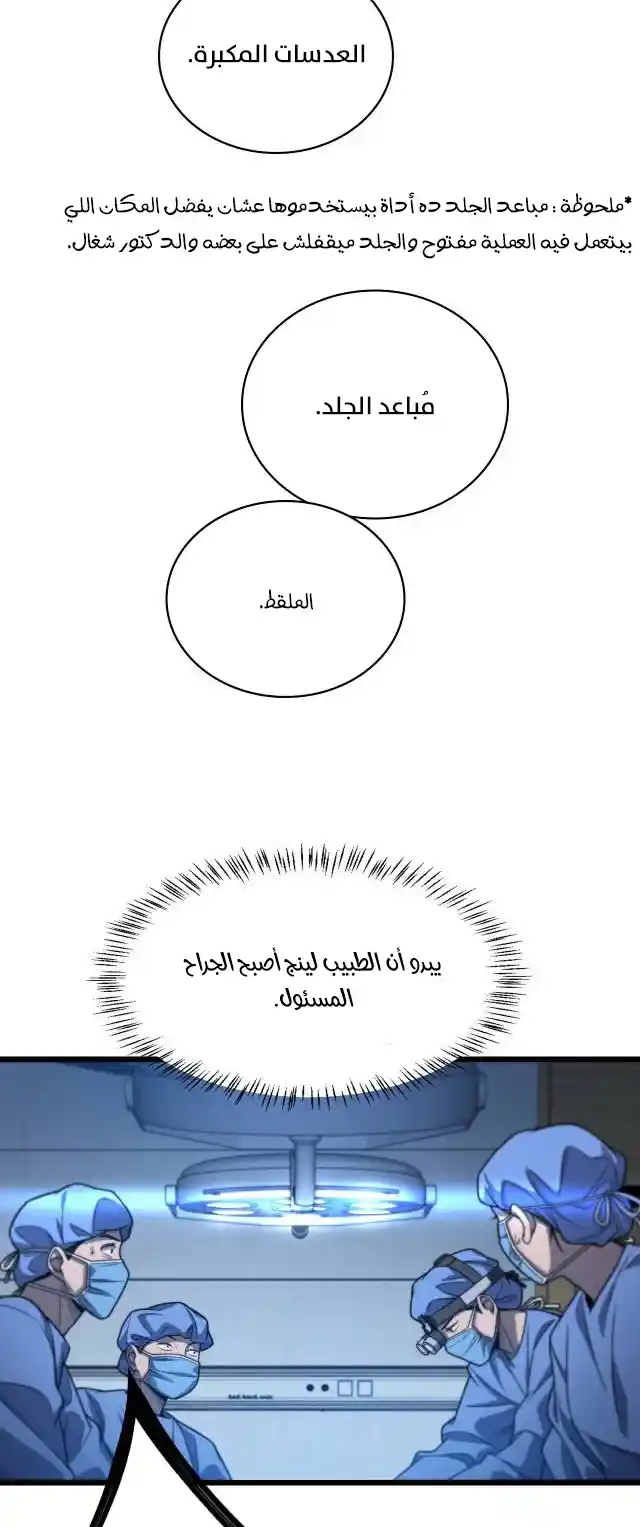 العدسات المكبرة.
*ملحوظة : مباعد الجلد ده أداة بيستخدموها عشان يفضل المكان اللي
بيتعمل فيه العملية مفتوح والجلد ميقفلش على بعضه والدكتور شغال.
مُباعد الجلد.
الملقط.
يبدو أن الطبيب لينج أصبح الجراح
المسئول.